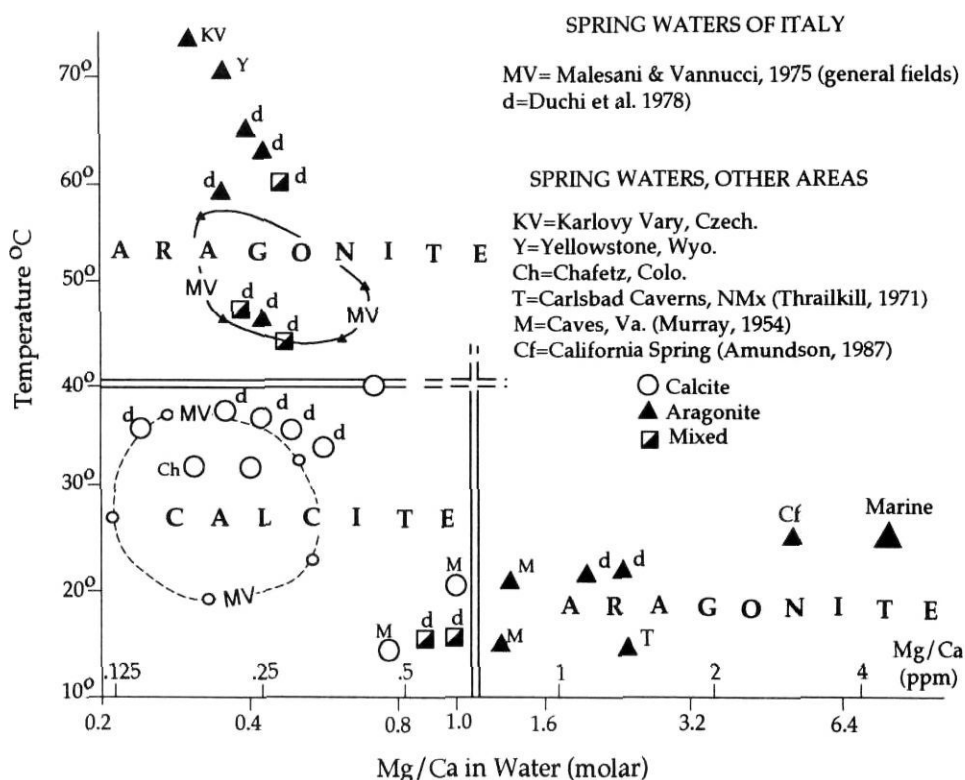 SPRING WATERS OF ITALY
MV= Malesani & Vannucci, 1975 (general fields)
d=Duchi et al. 1978)
SPRING WATERS, OTHER AREAS
KV=Karlovy Vary, Czech.
Y=Yellowstone, Wyo.
Ch=Chafetz, Colo.
T=Carlsbad Caverns, NMx (Thrailkill, 1971)
M=Caves, Va. (Murray, 1954)
Cf=California Spring (Amundson, 1987)
Calcite
Aragonite
Mixed
Temperature °C
70°
60°
50°
40°
30°
20°
10°
KV
Y
d
d
d
d
ARAGONITE
MV
MV
d
d
d
d
MV
d
d
d
d
Ch
CALCITE
MV
M
M
d
d
M
M
d
d
T
Cf
Marine
ARAGONITE
.125 .25 .5 1 2 4
Mg/Ca
(ppm)
0.2 0.4 0.8 1.0 1.6 3.2 6.4
Mg/Ca in Water (molar)